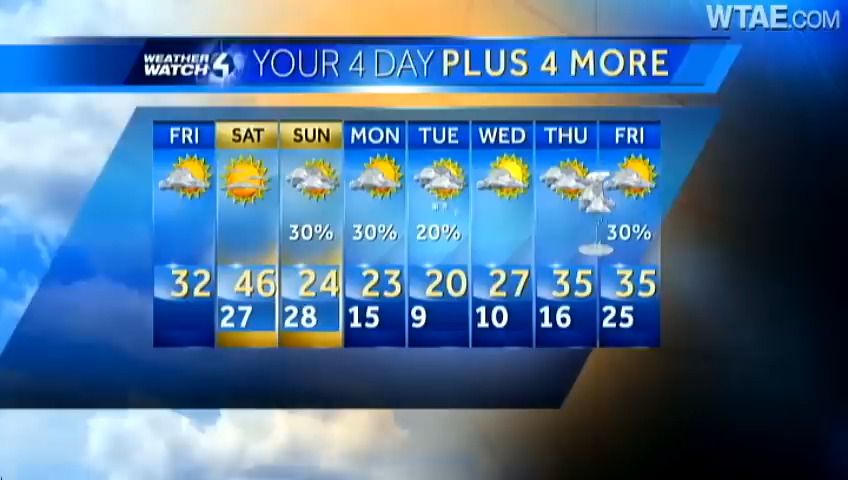 WTAE.COM
WEATHER WATCH 4
YOUR 4 DAY PLUS 4 MORE
FRI SAT SUN MON TUE WED THU FRI
30% 30% 20% 30%
32 46 24 23 20 27 35 35
27 28 15 9 10 16 25